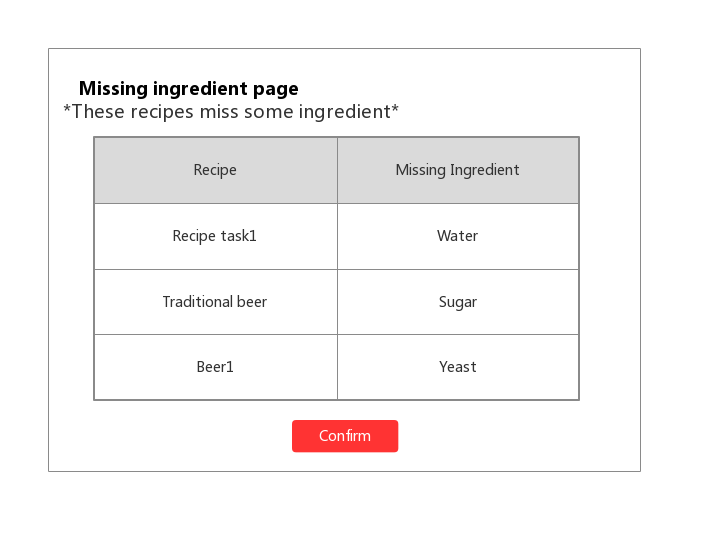 Missing ingredient page
*These recipes miss some ingredient*
Recipe Missing Ingredient
Recipe task1 Water
Traditional beer Sugar
Beer1 Yeast
Confirm